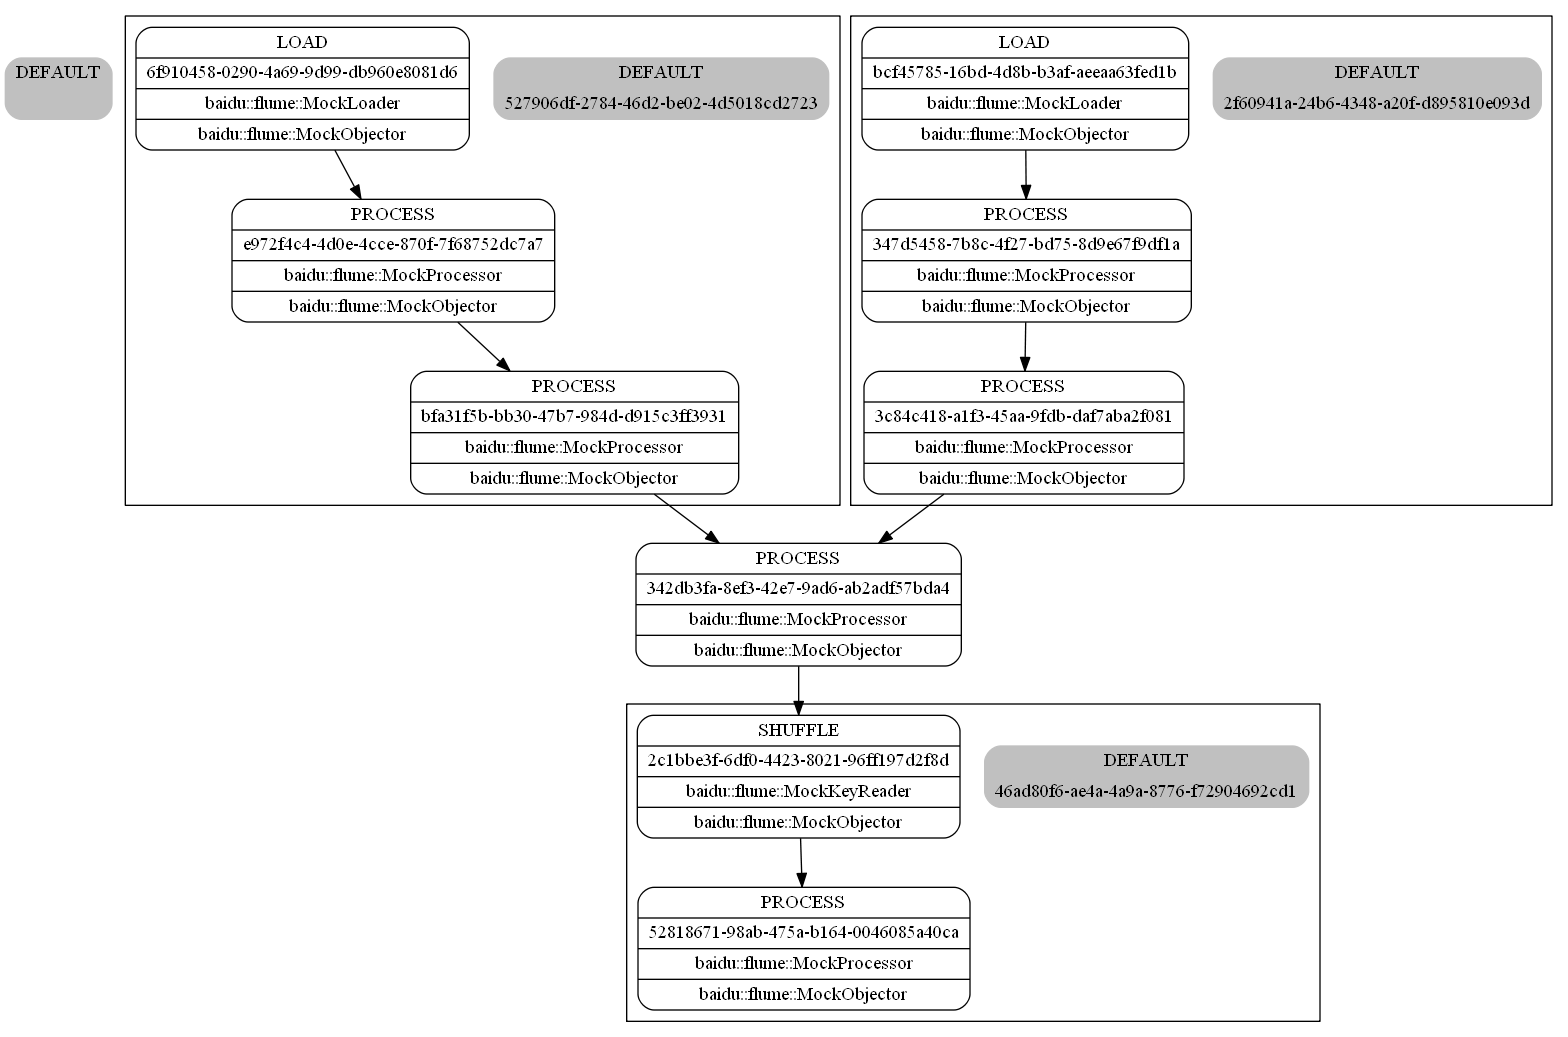 DEFAULT
LOAD
6f910458-0290-4a69-9d99-db960e8081d6
baidu::flume::MockLoader
baidu::flume::MockObjector
DEFAULT
527906df-2784-46d2-be02-4d5018cd2723
PROCESS
e972f4c4-4d0e-4cce-870f-7f68752dc7a7
baidu::flume::MockProcessor
baidu::flume::MockObjector
PROCESS
bfa31f5b-bb30-47b7-984d-d915c3ff3931
baidu::flume::MockProcessor
baidu::flume::MockObjector
LOAD
bcf45785-16bd-4d8b-b3af-aeeaa63fed1b
baidu::flume::MockLoader
baidu::flume::MockObjector
DEFAULT
2f60941a-24b6-4348-a20f-d895810e093d
PROCESS
347d5458-7b8c-4f27-bd75-8d9e67f9df1a
baidu::flume::MockProcessor
baidu::flume::MockObjector
PROCESS
3c84c418-a1f3-45aa-9fdb-daf7aba2f081
baidu::flume::MockProcessor
baidu::flume::MockObjector
PROCESS
342db3fa-8ef3-42e7-9ad6-ab2adf57bda4
baidu::flume::MockProcessor
baidu::flume::MockObjector
SHUFFLE
2c1bbe3f-6df0-4423-8021-96ff197d2f8d
baidu::flume::MockKeyReader
baidu::flume::MockObjector
DEFAULT
46ad80f6-ae4a-4a9a-8776-f72904692cd1
PROCESS
52818671-98ab-475a-b164-0046085a40ca
baidu::flume::MockProcessor
baidu::flume::MockObjector